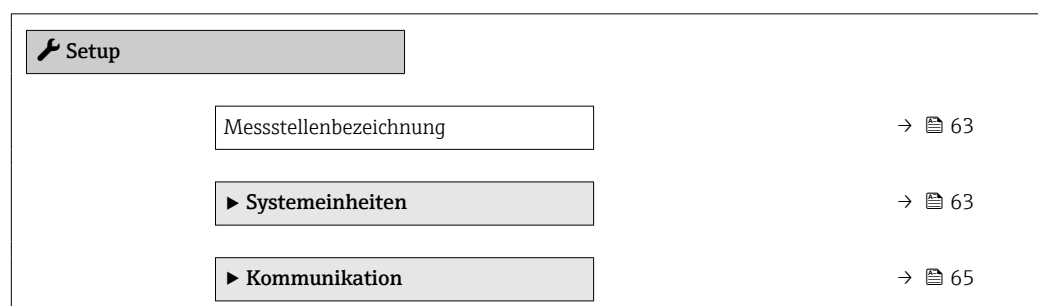 Setup
Messstellenbezeichnung → 63
▶ Systemeinheiten → 63
▶ Kommunikation → 65